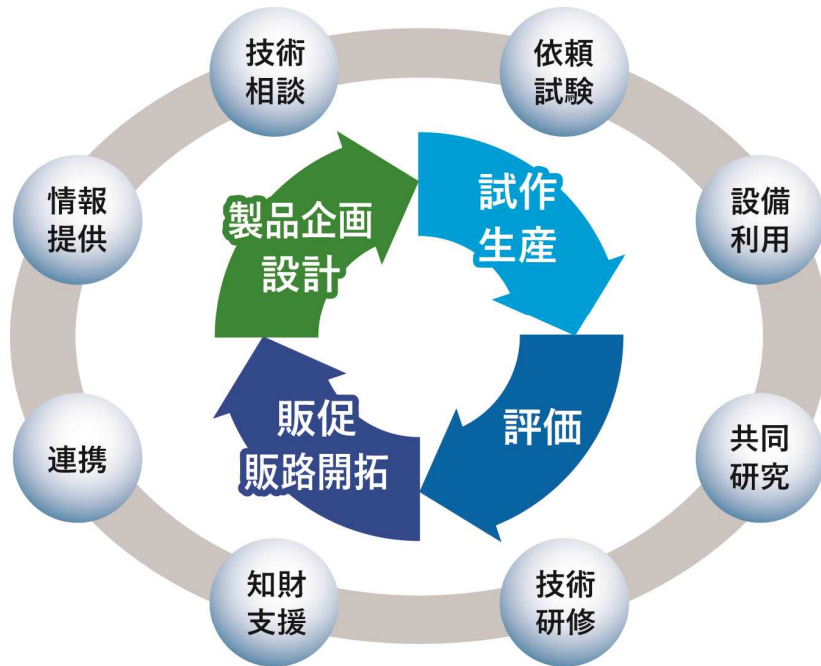 技術
相談
依頼
試験
情報
提供
設備
利用
製品企画
設計
試作
生産
販促
販路開拓
評価
連携
共同
研究
知財
支援
技術
研修